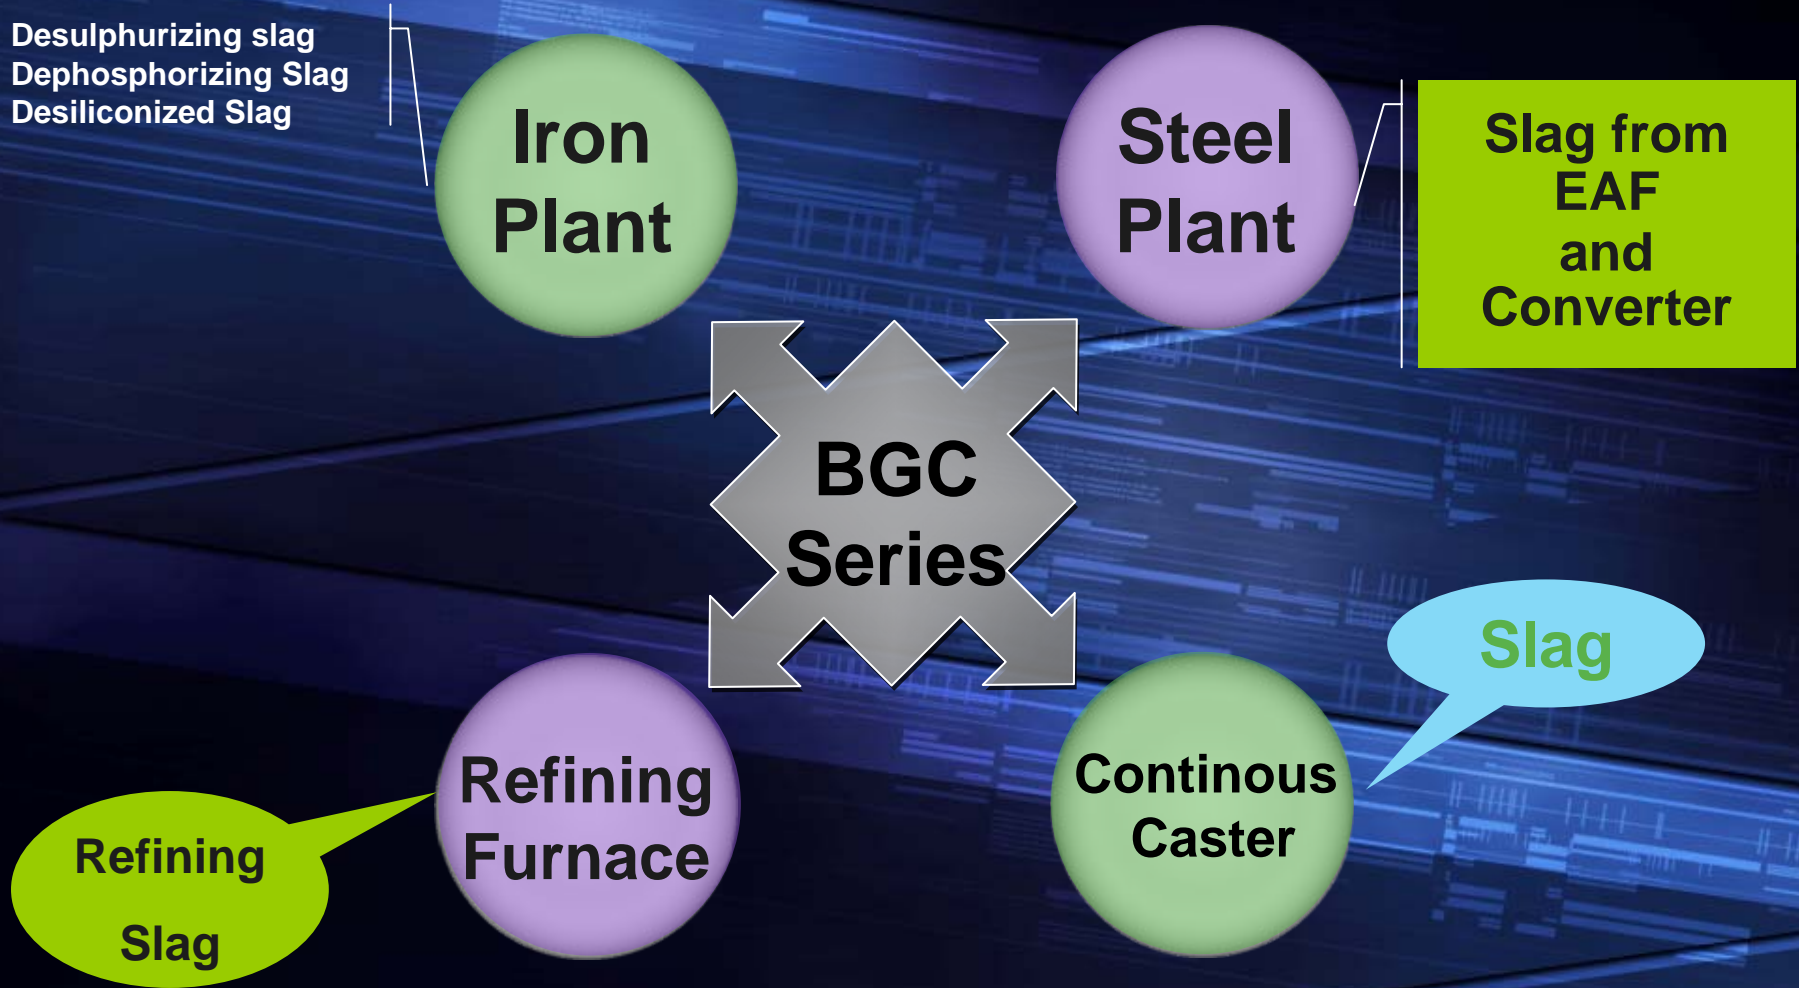 Desulphurizing slag
Dephosphorizing Slag
Desiliconized Slag
Iron
Plant
Steel
Plant
Slag from
EAF
and
Converter
BGC
Series
Slag
Refining
Furnace
Continous
Caster
Refining
Slag